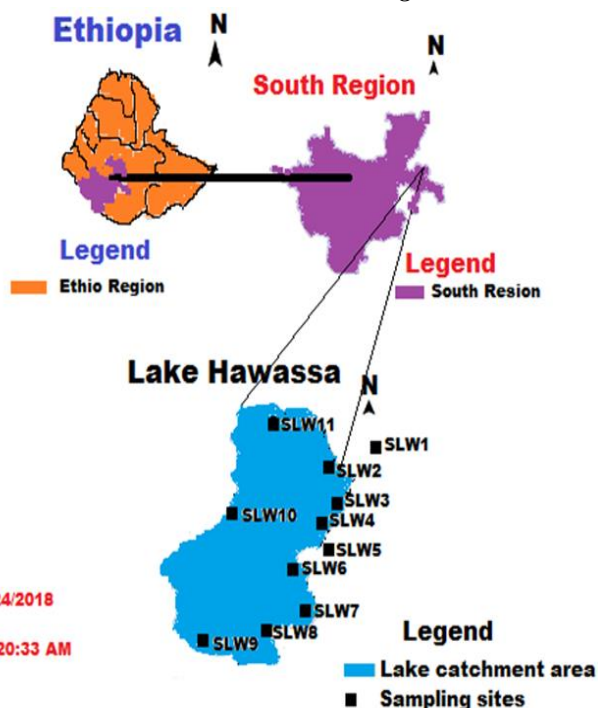 Ethiopia
N
N
South Region
Legend
Ethio Region
Legend
South Resion
Lake Hawassa
N
SLW11
SLW1
SLW2
SLW3
SLW10
SLW4
SLW5
SLW6
4/2018
SLW7
SLW8
SLW9
20:33 AM
Legend
Lake catchment area
Sampling sites